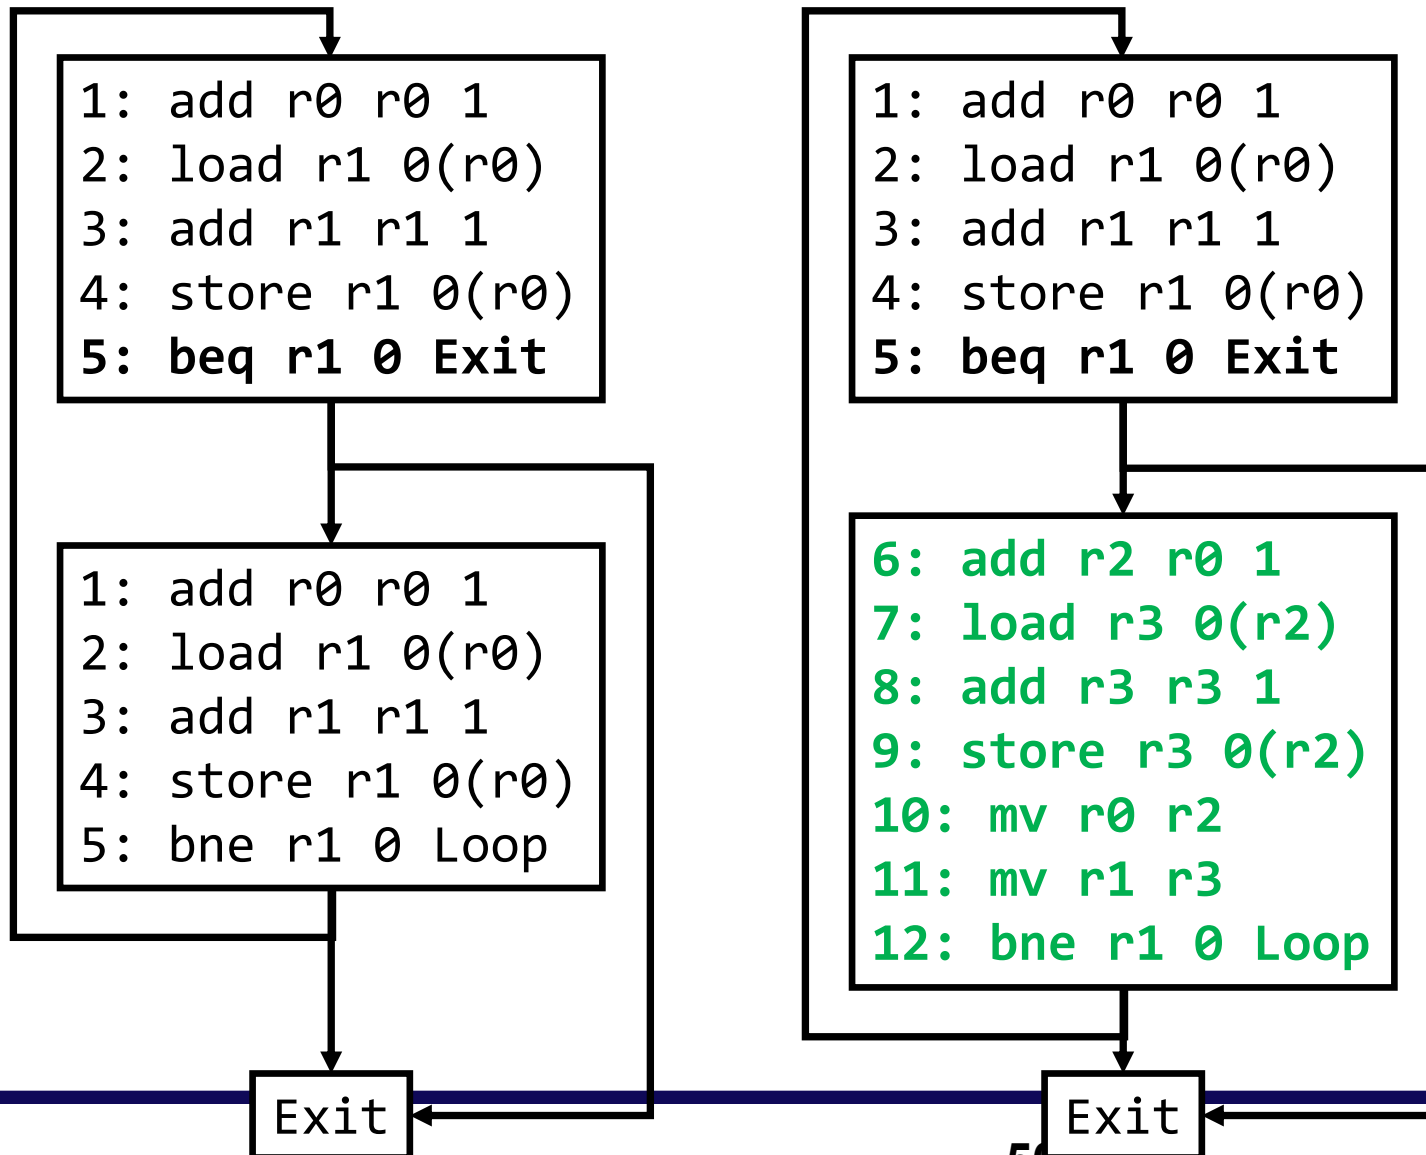 1: add r0 r0 1
2: load r1 0(r0)
3: add r1 r1 1
4: store r1 0(r0)
5: beq r1 0 Exit
1: add r0 r0 1
2: load r1 0(r0)
3: add r1 r1 1
4: store r1 0(r0)
5: bne r1 0 Loop
Exit
1: add r0 r0 1
2: load r1 0(r0)
3: add r1 r1 1
4: store r1 0(r0)
5: beq r1 0 Exit
6: add r2 r0 1
7: load r3 0(r2)
8: add r3 r3 1
9: store r3 0(r2)
10: mv r0 r2
11: mv r1 r3
12: bne r1 0 Loop
Exit